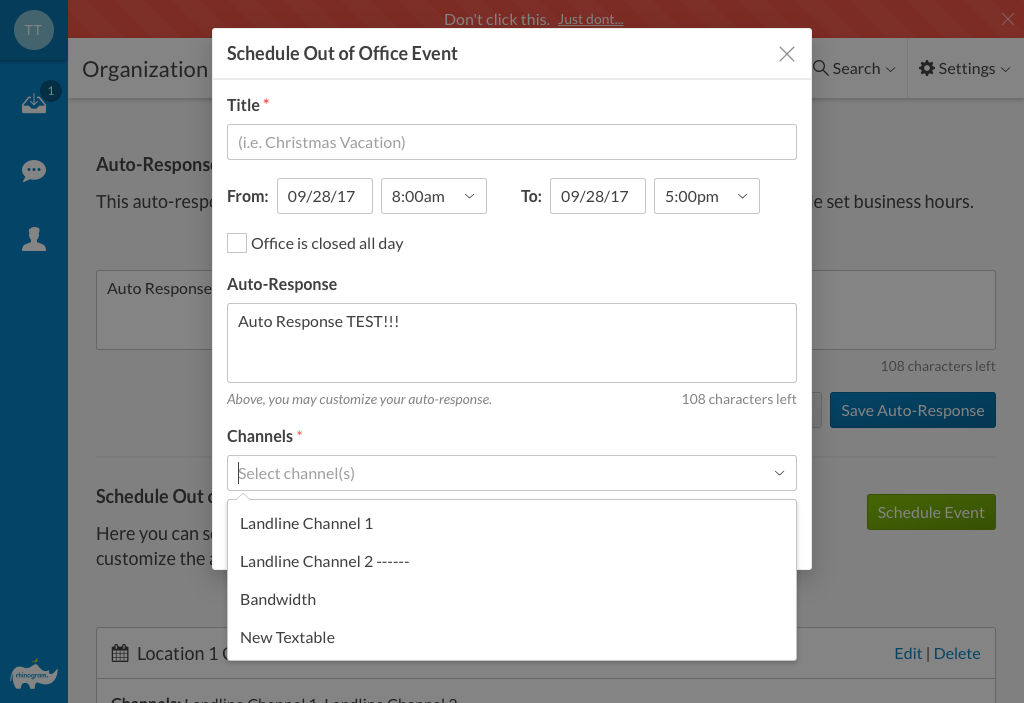 TT
Don't click this. Just dont...
Schedule Out of Office Event
1
Organization
Search
Settings
Title *
(i.e. Christmas Vacation)
Auto-Respons
From: 09/28/17 8:00am To: 09/28/17 5:00pm
This auto-resp
e set business hours.
Office is closed all day
Auto-Response
Auto Response
Auto Response TEST!!!
108 characters left
Above, you may customize your auto-response.
108 characters left
Save Auto-Response
Channels *
Select channel(s)
Schedule Out
Schedule Event
Landline Channel 1
Here you can s
Landline Channel 2 ------
customize the a
Bandwidth
New Textable
Location 1
Edit | Delete
rhinogram
Channels: Landline Channel 1, Landline Channel 2